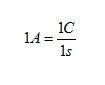 1A = 1C / 1s